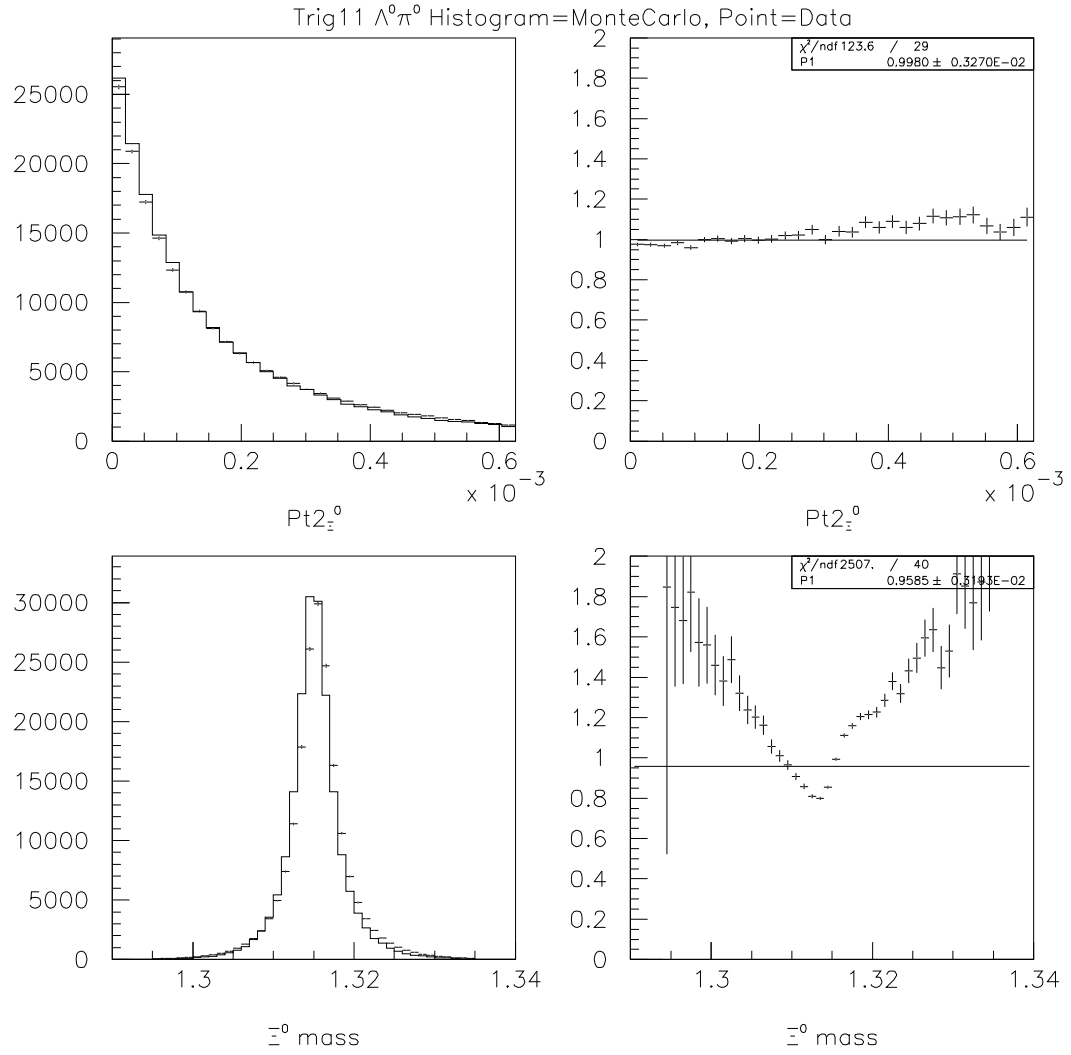 Trig11 Λ⁰π⁰ Histogram=MonteCarlo, Point=Data
25000
20000
15000
10000
5000
0
0 0.2 0.4 0.6
x 10⁻³
Pt2Ξ⁰
χ²/ndf 123.6 / 29
P1 0.9980 ± 0.3270E-02
2
1.8
1.6
1.4
1.2
1
0.8
0.6
0.4
0.2
0
0 0.2 0.4 0.6
x 10⁻³
Pt2Ξ⁰
30000
25000
20000
15000
10000
5000
0
1.3 1.32 1.34
Ξ⁰ mass
χ²/ndf 2507. / 40
P1 0.9585 ± 0.3193E-02
2
1.8
1.6
1.4
1.2
1
0.8
0.6
0.4
0.2
0
1.3 1.32 1.34
Ξ⁰ mass